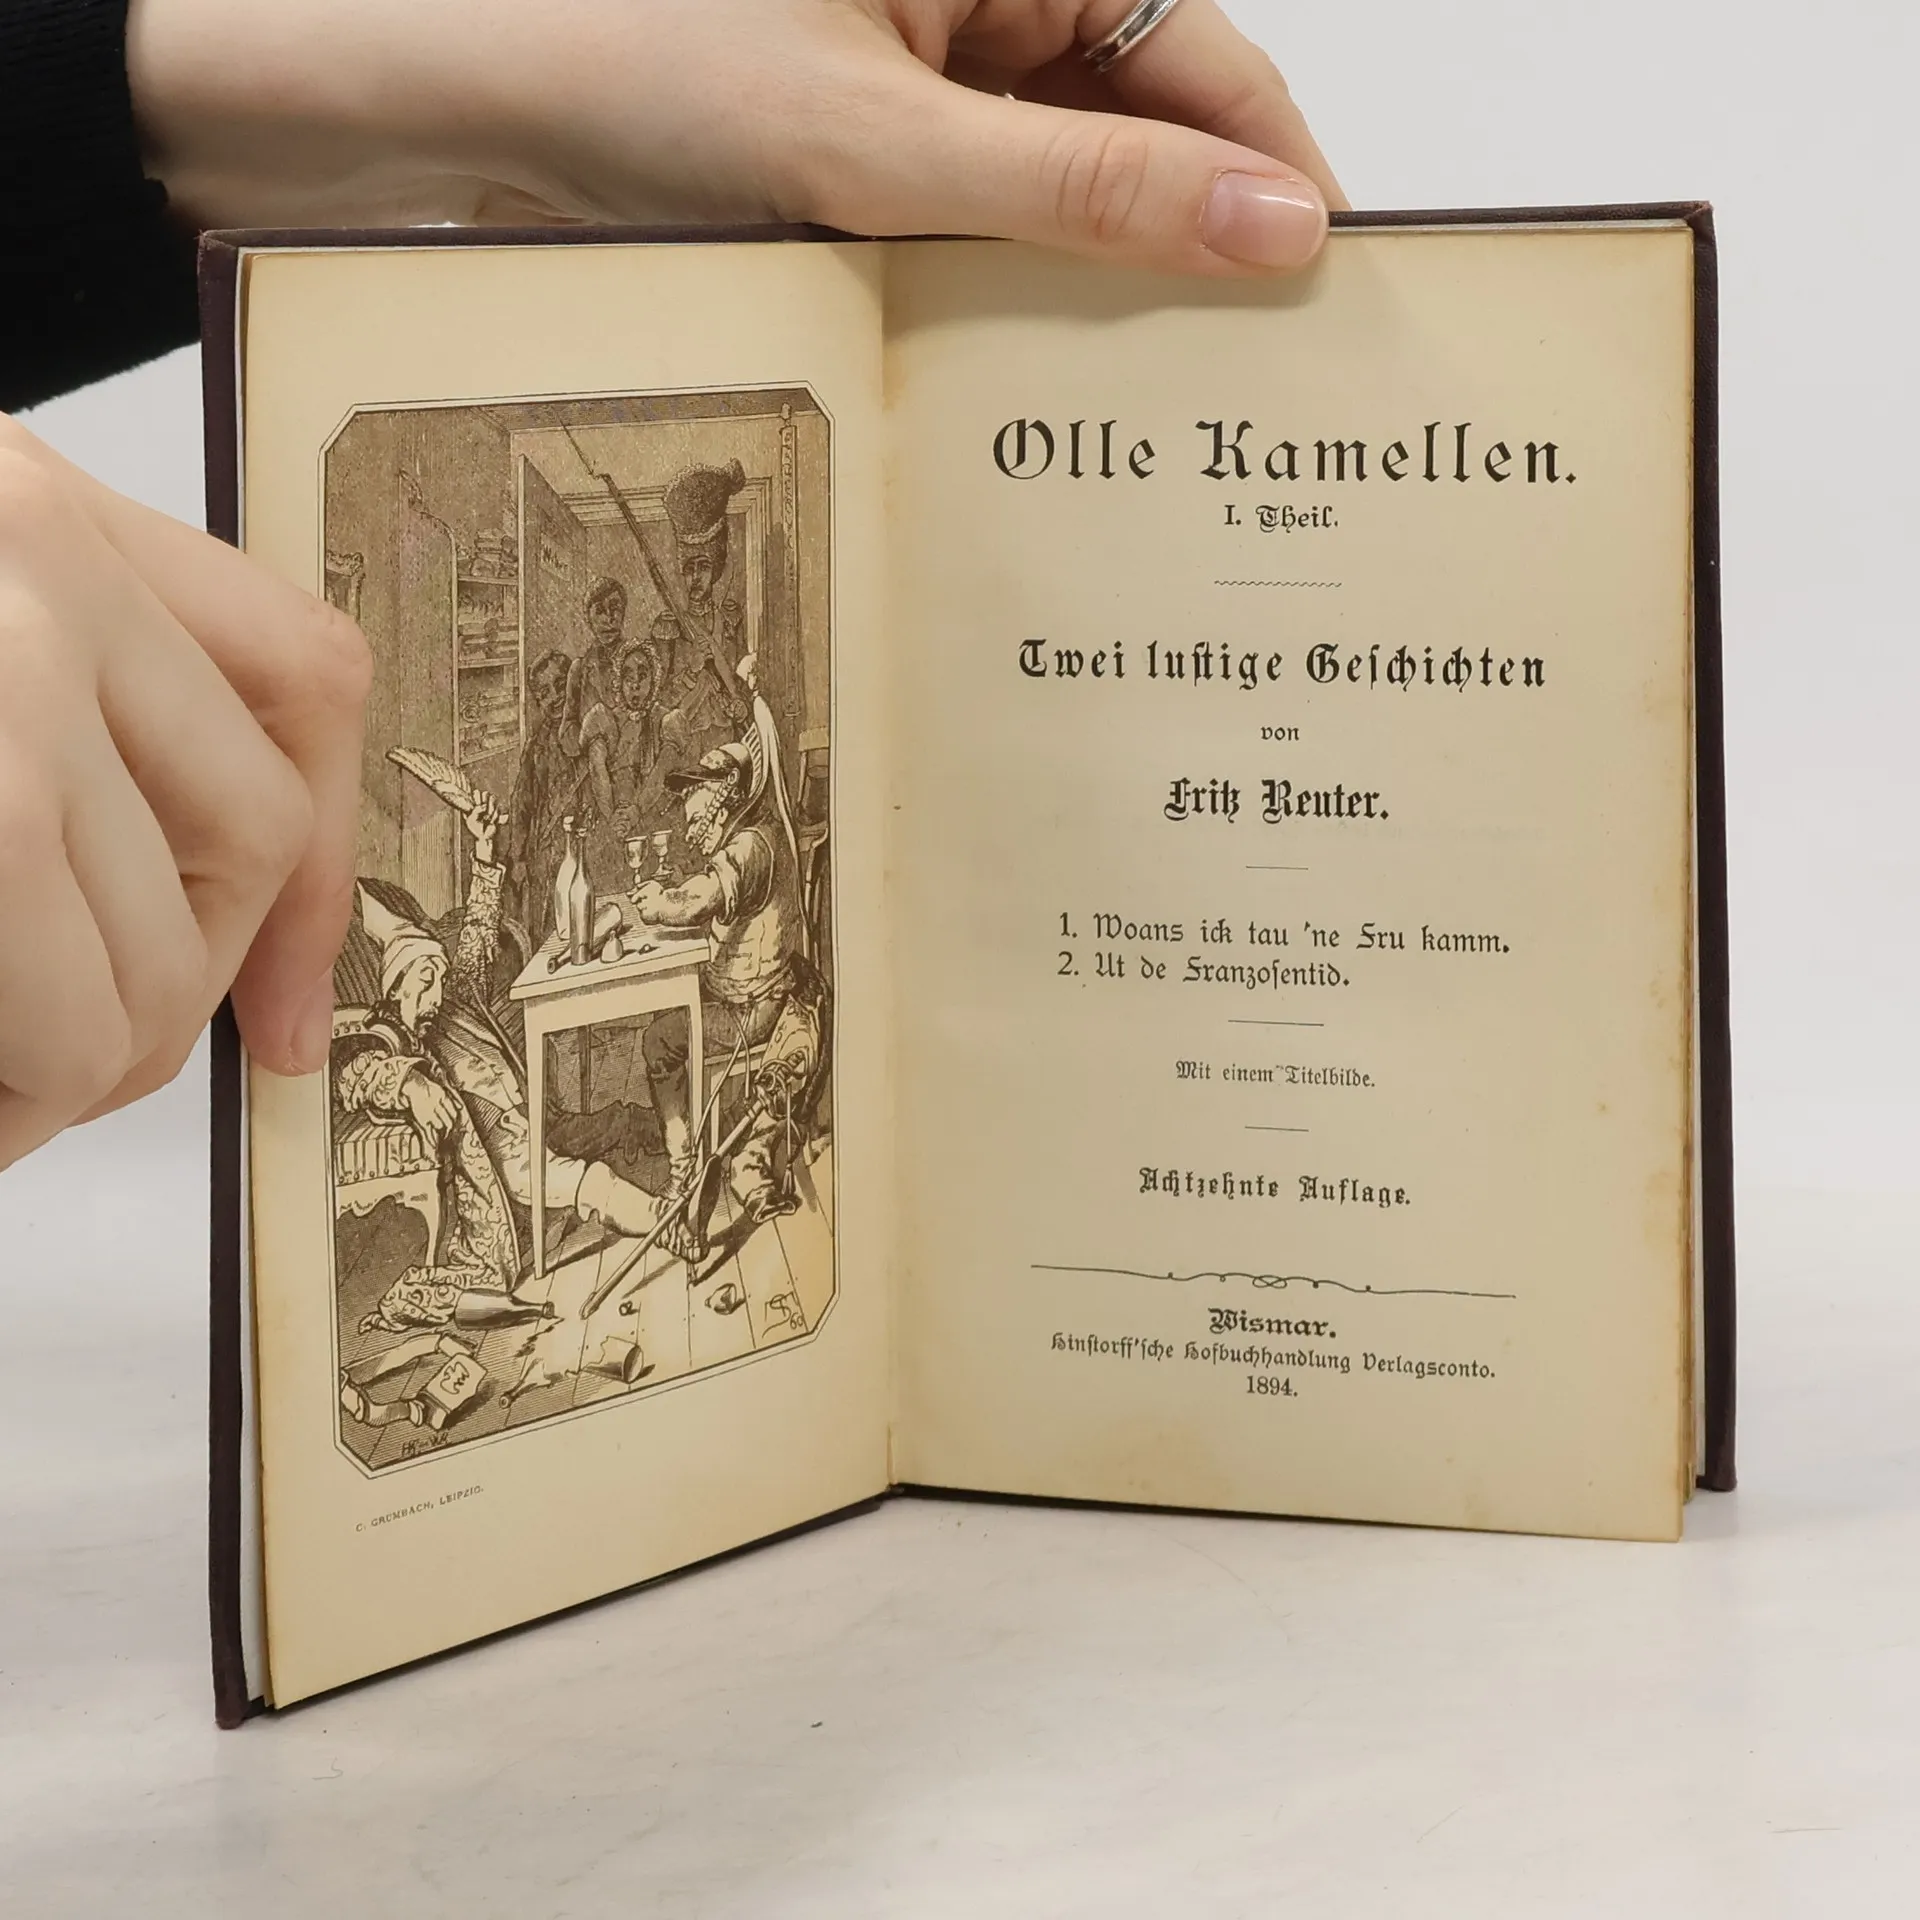 Olle Kamellen.
I. Theil.
Twei luſtige Geſchichten
von
Fritz Reuter.
1. Woans ick tau 'ne Fru kamm.
2. Ut de Franzoſentid.
Mit einem Titelbilde.
Achtzehnte Auflage.
Wismar.
Hinſtorff'ſche Hofbuchhandlung Verlagsconto.
1894.
60
C. GRUMBACH, LEIPZIG.